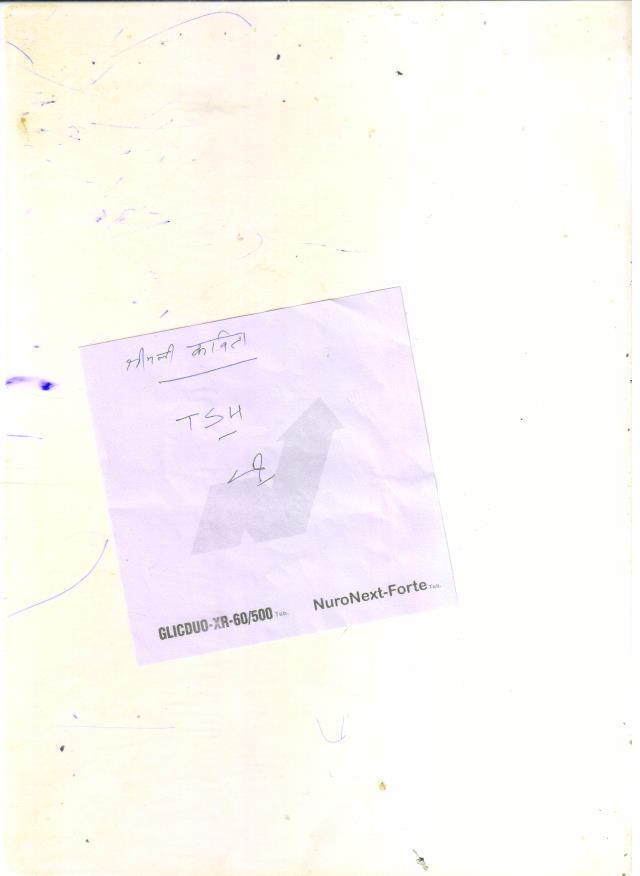 श्रीमती कविता
TSH
GLICDUO-XR-60/500 Tab.
NuroNext-Forte Tab.